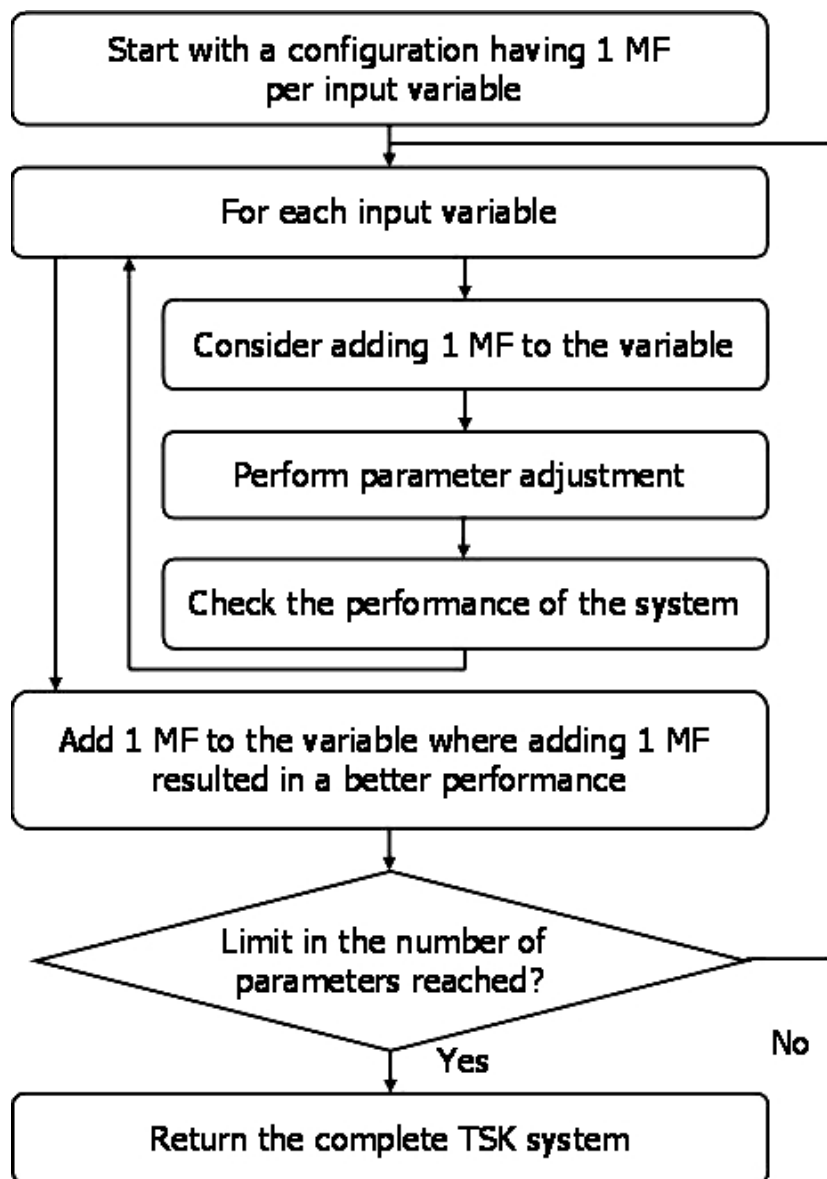 Start with a configuration having 1 MF
per input variable
For each input variable
Consider adding 1 MF to the variable
Perform parameter adjustment
Check the performance of the system
Add 1 MF to the variable where adding 1 MF
resulted in a better performance
Limit in the number of
parameters reached?
No
Yes
Return the complete TSK system